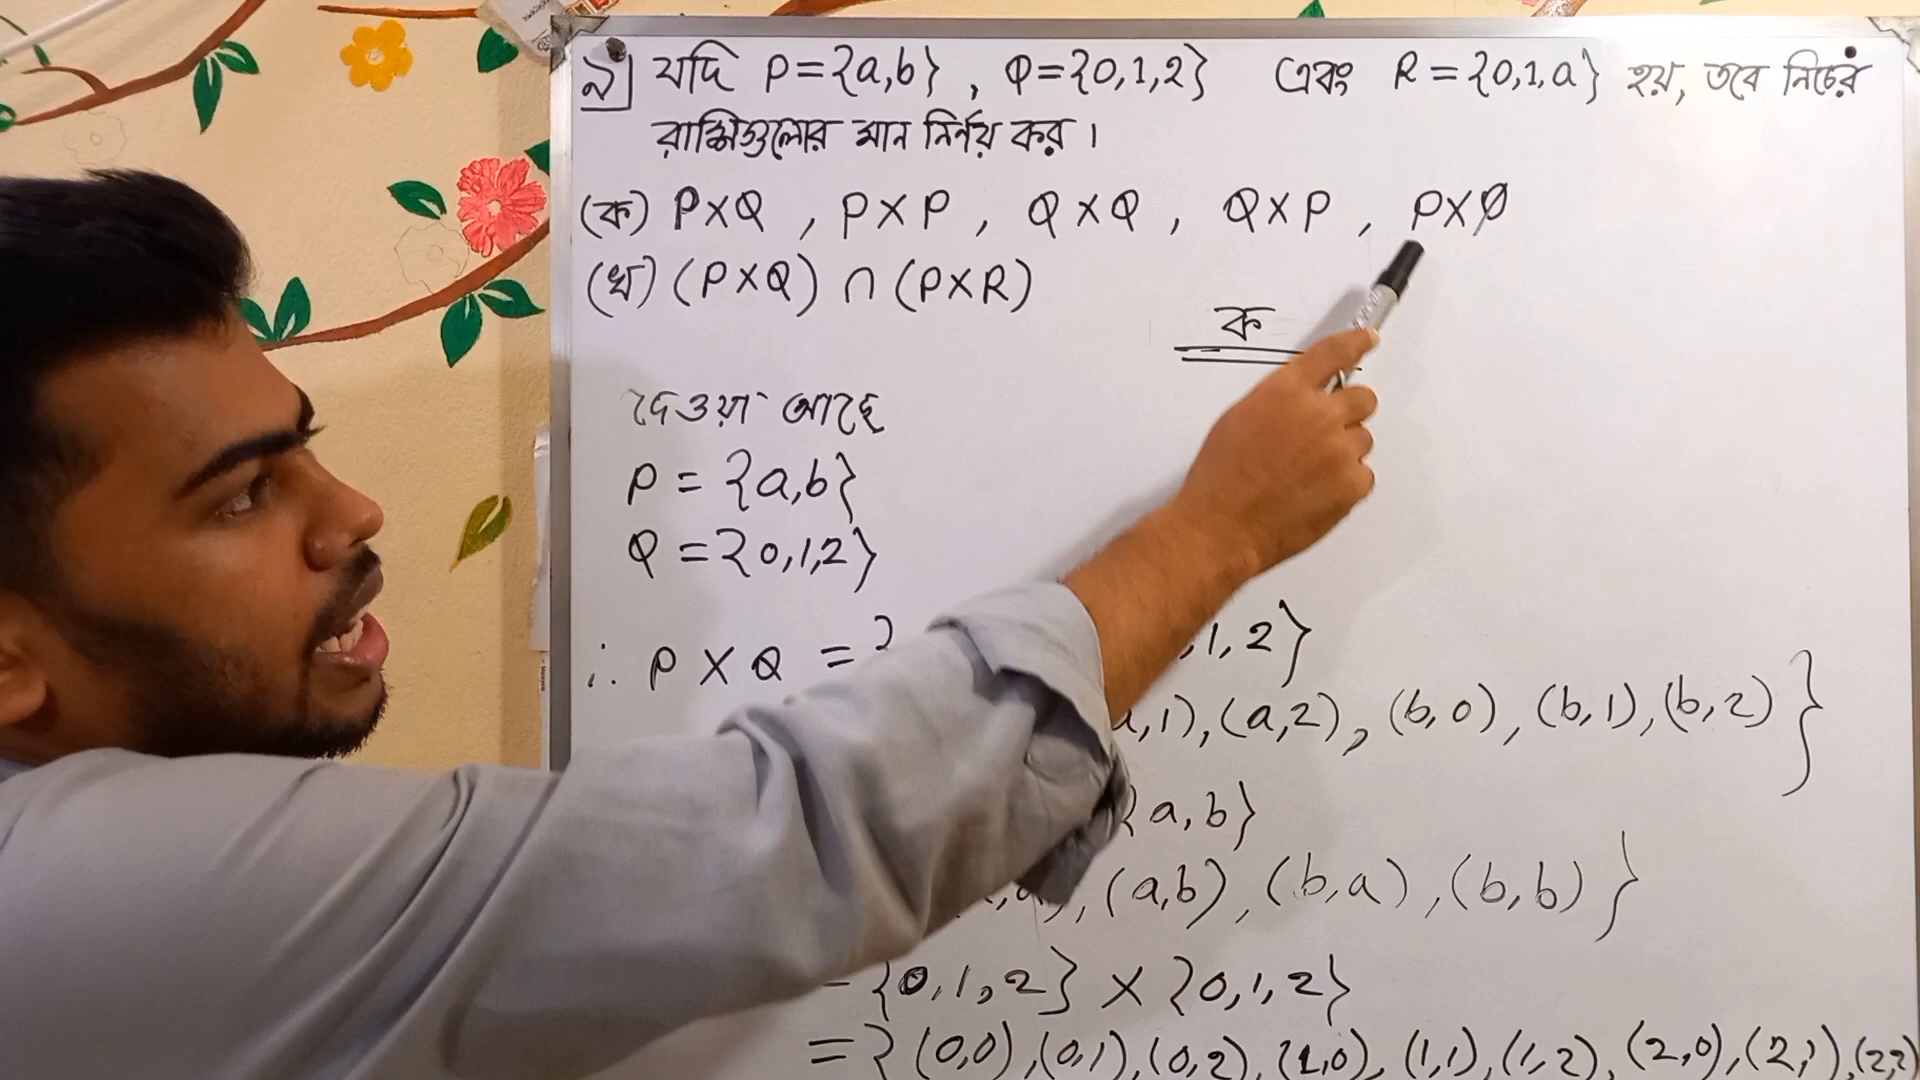 ৯] যদি P={a,b} , Q={0,1,2} এবং R={0,1,a} হয়, তবে নিচের
রাশিগুলোর মান নির্ণয় কর ।
(ক) P×Q , P×P , Q×Q , Q×P , P×φ
(খ) (P×Q) ∩ (P×R)
ক
দেওয়া আছে
P = {a,b}
Q = {0,1,2}
∴ P × Q = { ,1,2}
,1),(a,2),(b,0),(b,1),(b,2)}
{a,b}
,(a,b),(b,a),(b,b)}
= {0,1,2} × {0,1,2}
= {(0,0),(0,1),(0,2),(1,0),(1,1),(1,2),(2,0),(2,1),(2,2)